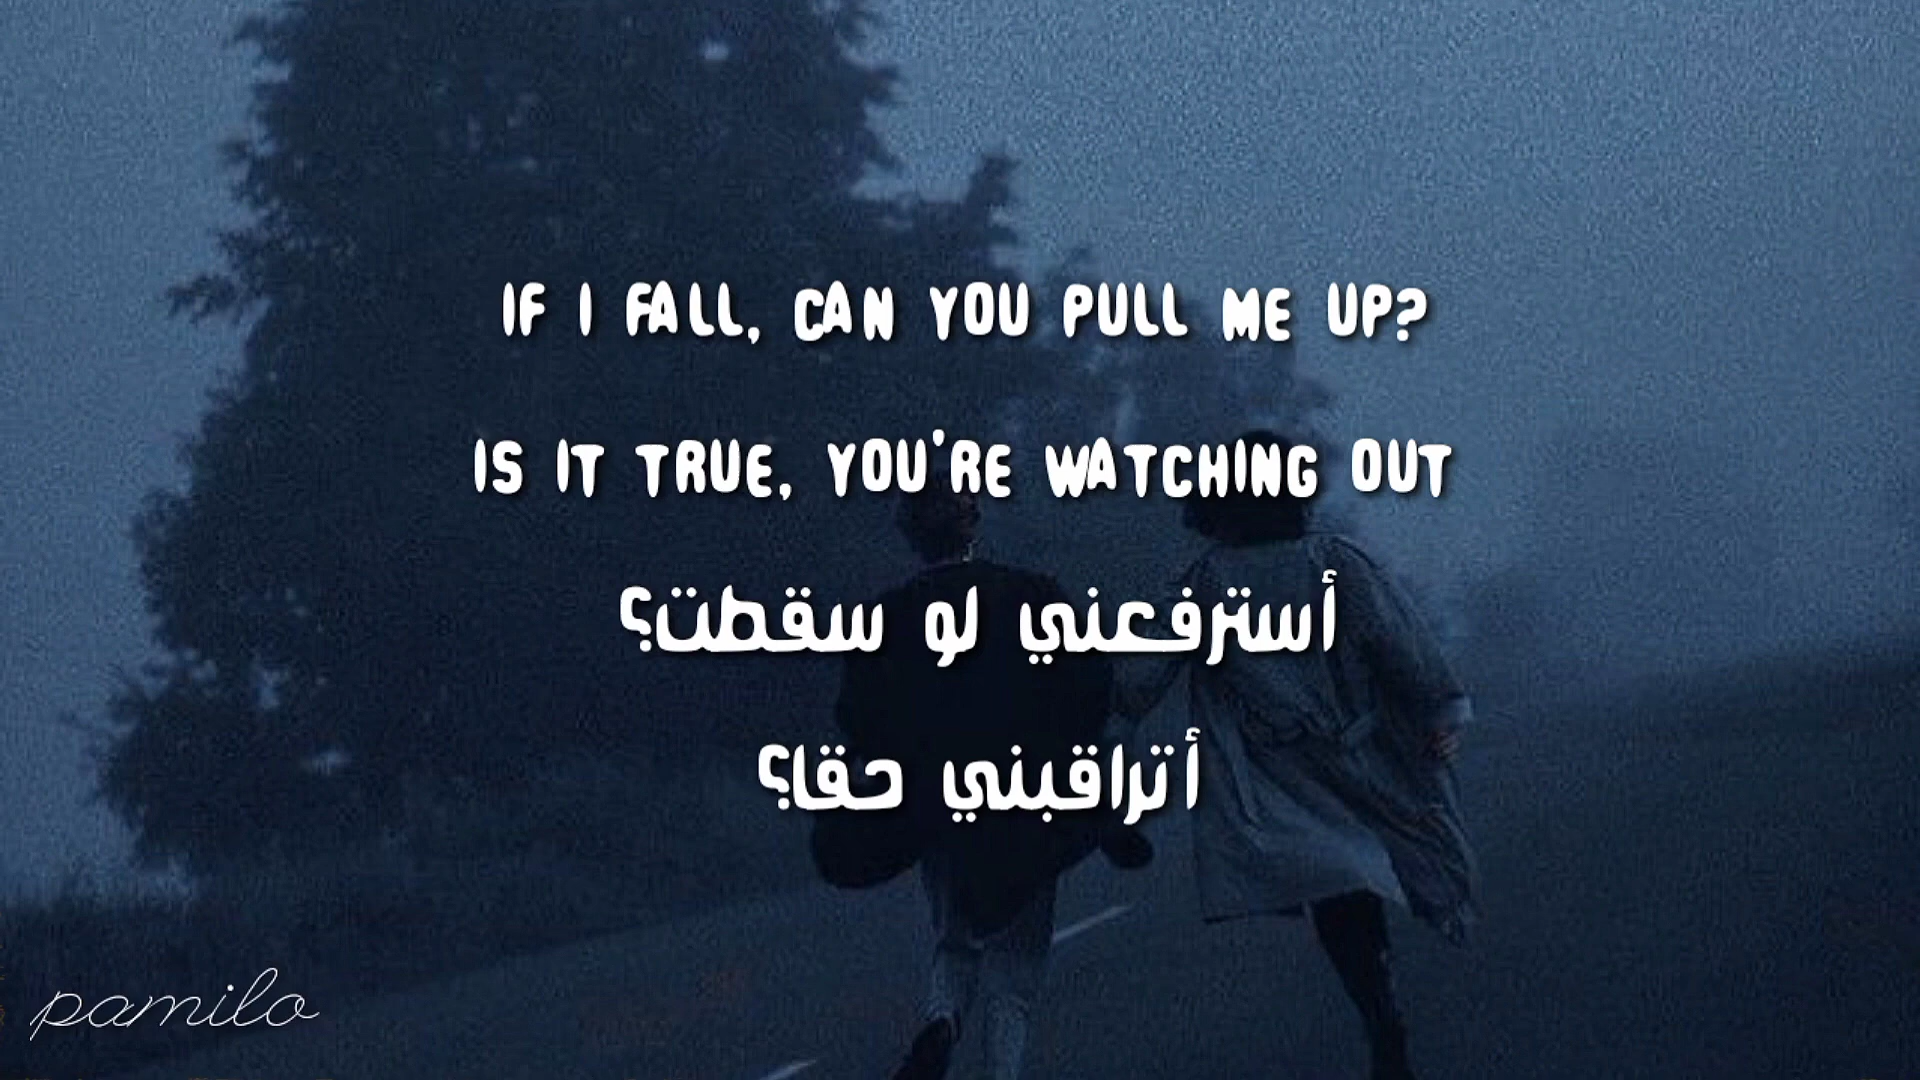 IF I FALL, CAN YOU PULL ME UP?
IS IT TRUE, YOU'RE WATCHING OUT
أسترفعني لو سقطت؟
أتراقبني حقا؟
pamilo